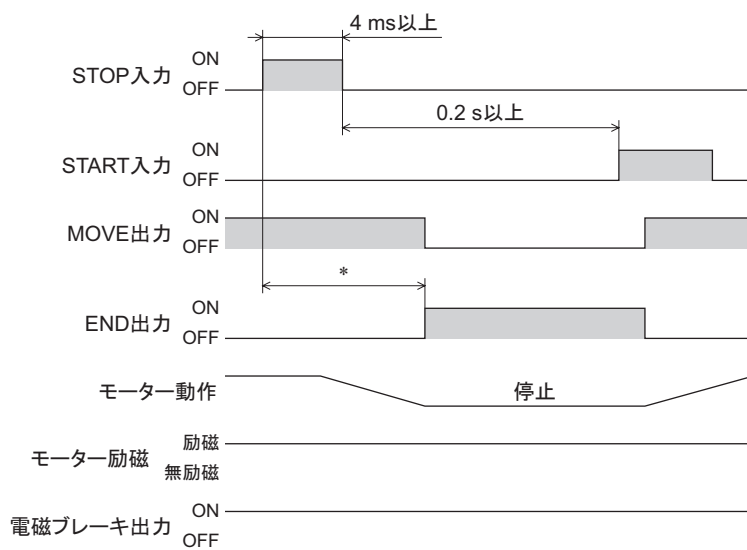 4 ms以上
ON
STOP入力
OFF
0.2 s以上
ON
START入力
OFF
ON
MOVE出力
OFF
*
ON
END出力
OFF
モーター動作
停止
励磁
モーター励磁
無励磁
ON
電磁ブレーキ出力
OFF